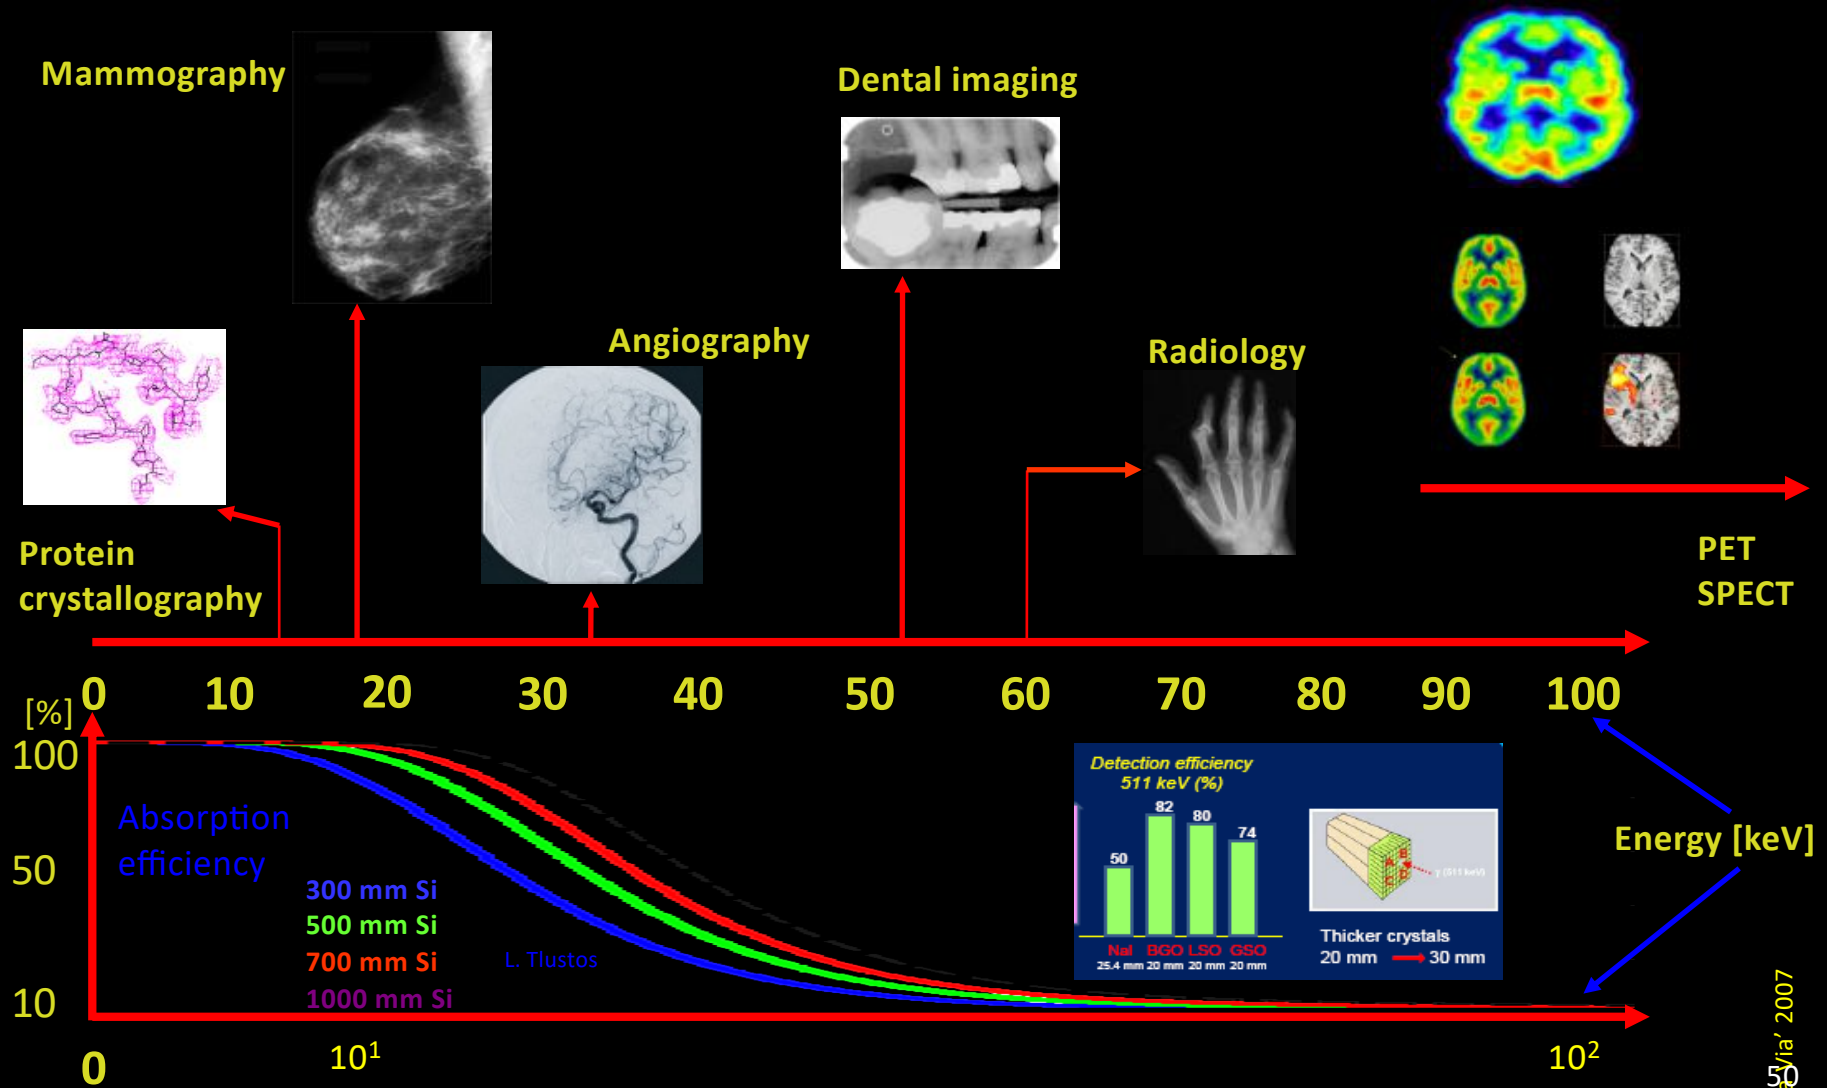 Mammography
Dental imaging
Angiography
Radiology
Protein
crystallography
PET
SPECT
0 10 20 30 40 50 60 70 80 90 100
[%]
100
50
10
Absorption
efficiency
300 mm Si
500 mm Si
700 mm Si
1000 mm Si
L. Tlustos
Detection efficiency
511 keV (%)
50 82 80 74
NaI BGO LSO GSO
25.4 mm 20 mm 20 mm 20 mm
A B
C D
γ (511 keV)
Thicker crystals
20 mm 30 mm
Energy [keV]
0 10¹ 10²
Via' 2007
50